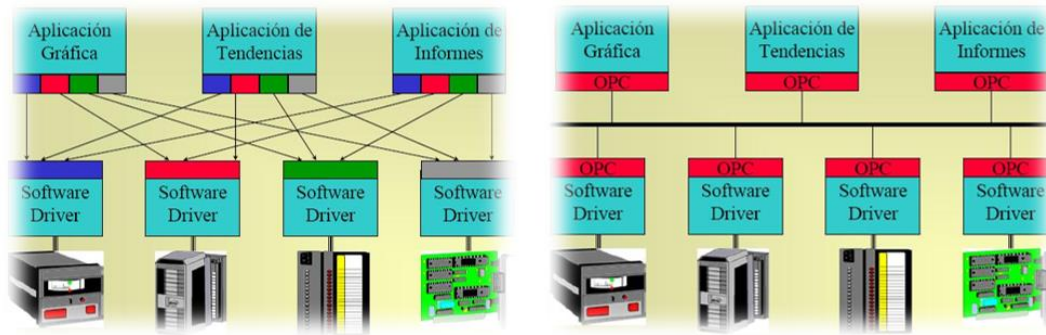 Aplicación
Gráfica
Aplicación de
Tendencias
Aplicación de
Informes
Software
Driver
Software
Driver
Software
Driver
Software
Driver
Aplicación
Gráfica
OPC
Aplicación de
Tendencias
OPC
Aplicación de
Informes
OPC
OPC
Software
Driver
OPC
Software
Driver
OPC
Software
Driver
OPC
Software
Driver